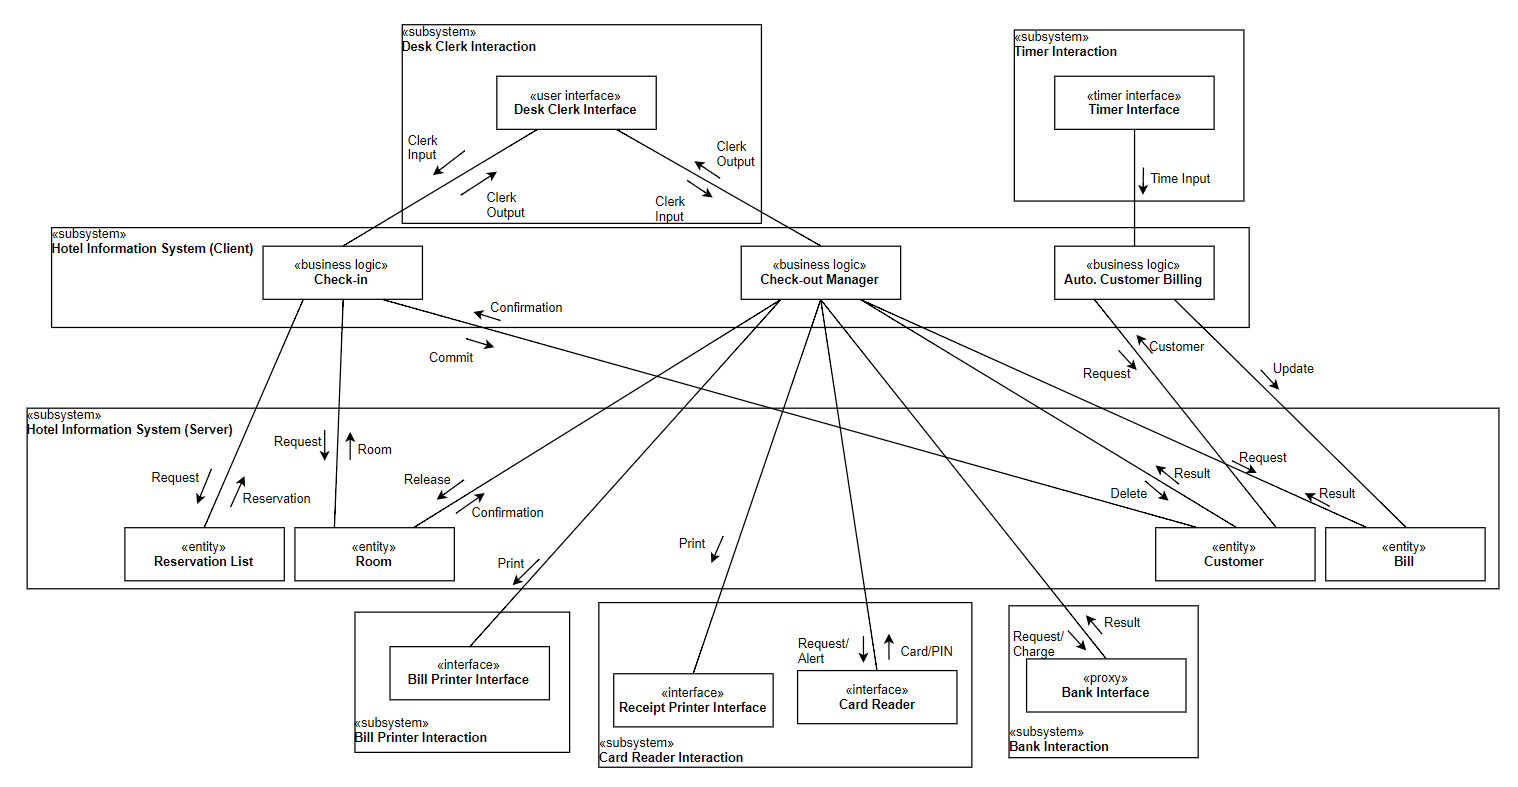 «subsystem»
Desk Clerk Interaction
«user interface»
Desk Clerk Interface
Clerk
Input
Clerk
Output
Clerk
Output
Clerk
Input
«subsystem»
Timer Interaction
«timer interface»
Timer Interface
Time Input
«subsystem»
Hotel Information System (Client)
«business logic»
Check-in
«business logic»
Check-out Manager
«business logic»
Auto. Customer Billing
Confirmation
Commit
Customer
Request
Update
«subsystem»
Hotel Information System (Server)
Request
Reservation
Request
Room
Release
Confirmation
Result
Delete
Request
Result
«entity»
Reservation List
«entity»
Room
«entity»
Customer
«entity»
Bill
Print
Print
«interface»
Bill Printer Interface
«subsystem»
Bill Printer Interaction
Request/
Alert
Card/PIN
«interface»
Receipt Printer Interface
«interface»
Card Reader
«subsystem»
Card Reader Interaction
Result
Request/
Charge
«proxy»
Bank Interface
«subsystem»
Bank Interaction